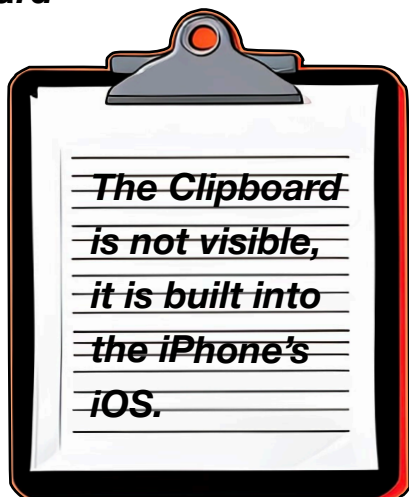 The Clipboard
is not visible,
it is built into
the iPhone's
iOS.